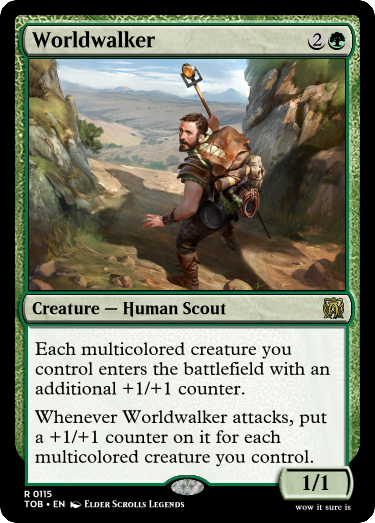 Worldwalker 2
Creature — Human Scout
Each multicolored creature you
control enters the battlefield with an
additional +1/+1 counter.
Whenever Worldwalker attacks, put
a +1/+1 counter on it for each
multicolored creature you control.
1/1
R 0115
TOB • EN Elder Scrolls Legends
wow it sure is